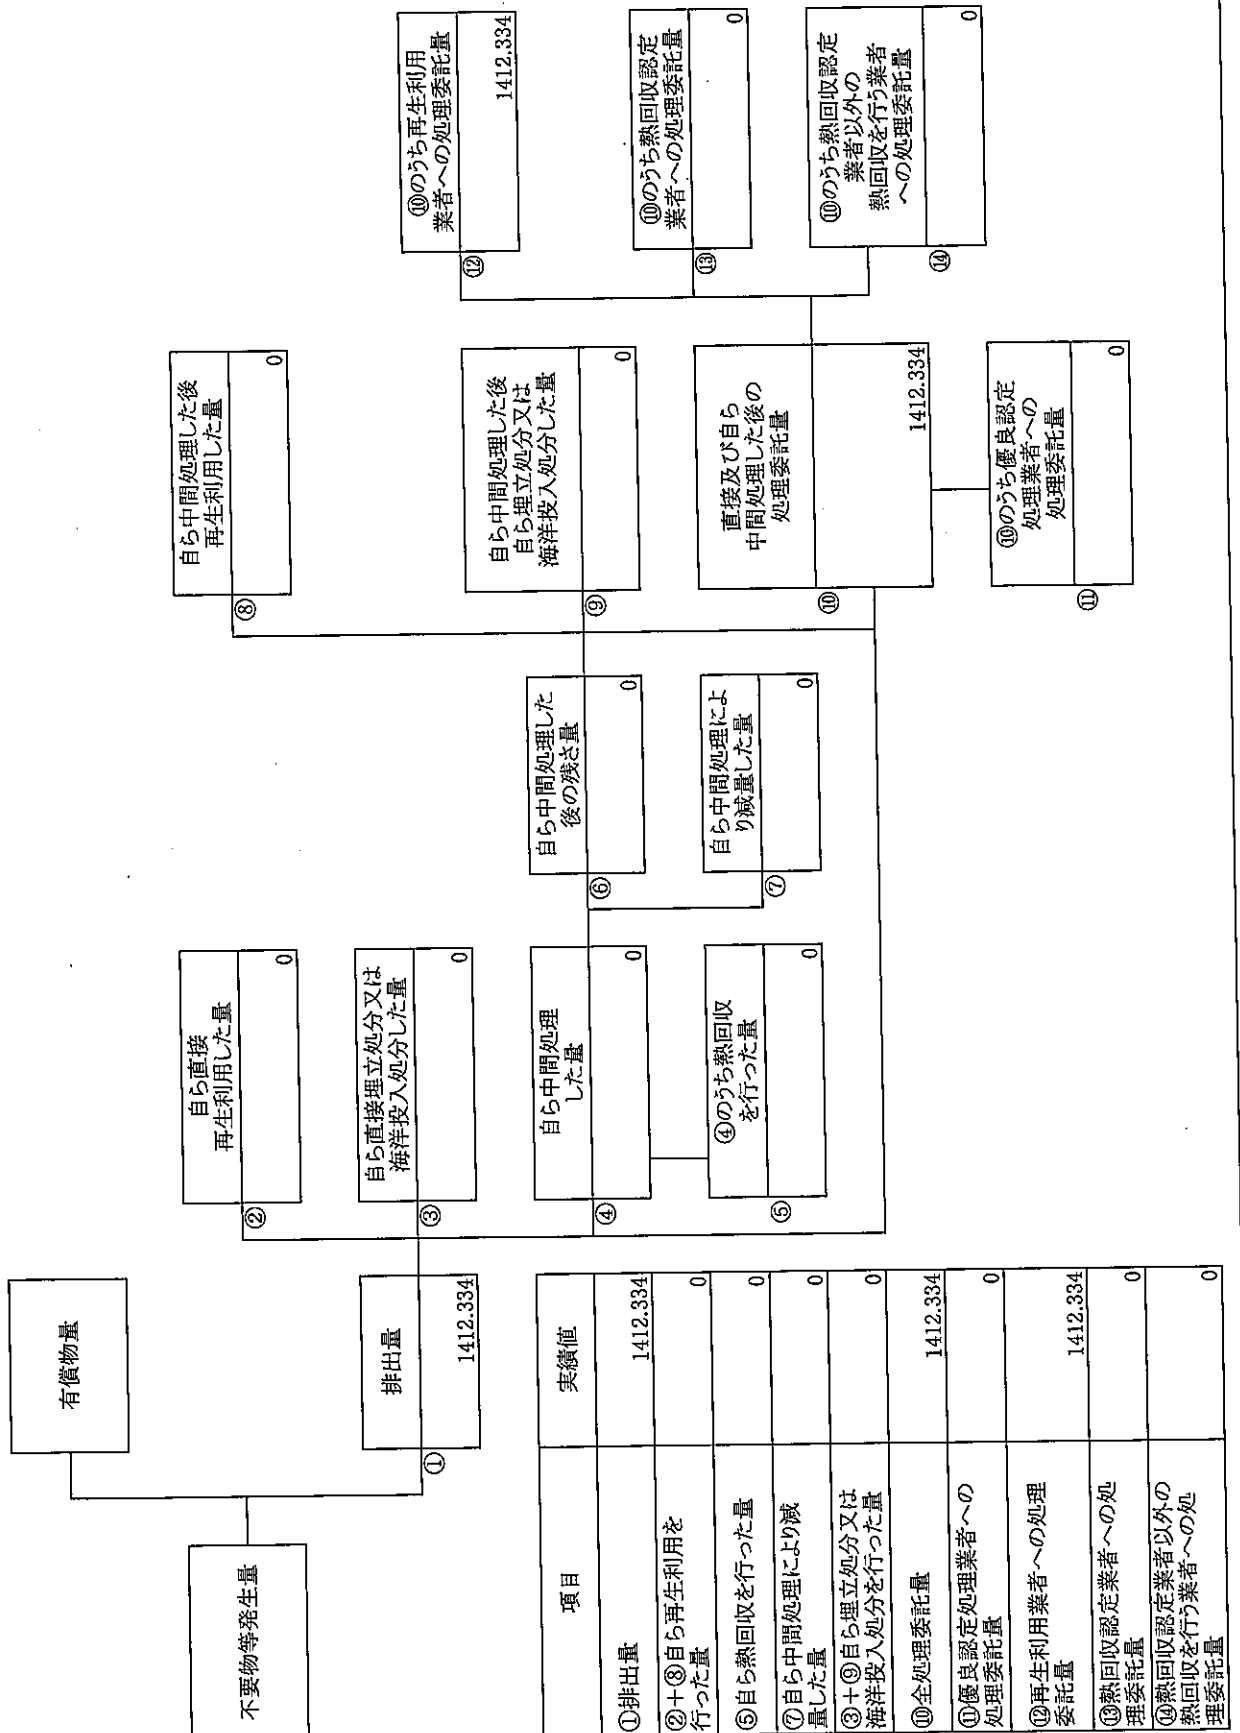 不要物等発生量
有償物量
排出量
①
1412.334
自ら直接
再生利用した量
②
0
自ら直接埋立処分又は
海洋投入処分した量
③
0
自ら中間処理
した量
④
0
④のうち熱回収
を行った量
⑤
0
自ら中間処理した
後の残さ量
⑥
0
自ら中間処理によ
り減量した量
⑦
0
自ら中間処理した後
再生利用した量
⑧
0
自ら中間処理した後
自ら埋立処分又は
海洋投入処分した量
⑨
0
直接及び自ら
中間処理した後の
処理委託量
⑩
1412.334
⑩のうち優良認定
処理業者への
処理委託量
⑪
0
⑩のうち再生利用
業者への処理委託量
⑫
1412.334
⑩のうち熱回収認定
業者への処理委託量
⑬
0
⑩のうち熱回収認定
業者以外の
熱回収を行う業者
への処理委託量
⑭
0
項目 実績値
①排出量 1412.334
②+⑧自ら再生利用を
行った量 0
⑤自ら熱回収を行った量 0
⑦自ら中間処理により減
量した量 0
③+⑨自ら埋立処分又は
海洋投入処分を行った量 0
⑩全処理委託量 1412.334
⑪優良認定処理業者への
処理委託量 0
⑫再生利用業者への処理
委託量 1412.334
⑬熱回収認定業者への処
理委託量 0
⑭熱回収認定業者以外の
熱回収を行う業者への処
理委託量 0